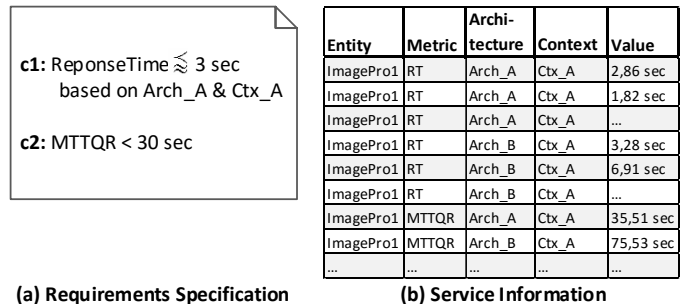 c1: ReponseTime ⪅ 3 sec
based on Arch_A & Ctx_A
c2: MTTQR < 30 sec
(a) Requirements Specification
Entity Metric Archi-tecture Context Value
ImagePro1 RT Arch_A Ctx_A 2,86 sec
ImagePro1 RT Arch_A Ctx_A 1,82 sec
ImagePro1 RT Arch_A Ctx_A ...
ImagePro1 RT Arch_B Ctx_A 3,28 sec
ImagePro1 RT Arch_B Ctx_A 6,91 sec
ImagePro1 RT Arch_B Ctx_A ...
ImagePro1 MTTQR Arch_A Ctx_A 35,51 sec
ImagePro1 MTTQR Arch_B Ctx_A 75,53 sec
... ... ... ... ...
(b) Service Information